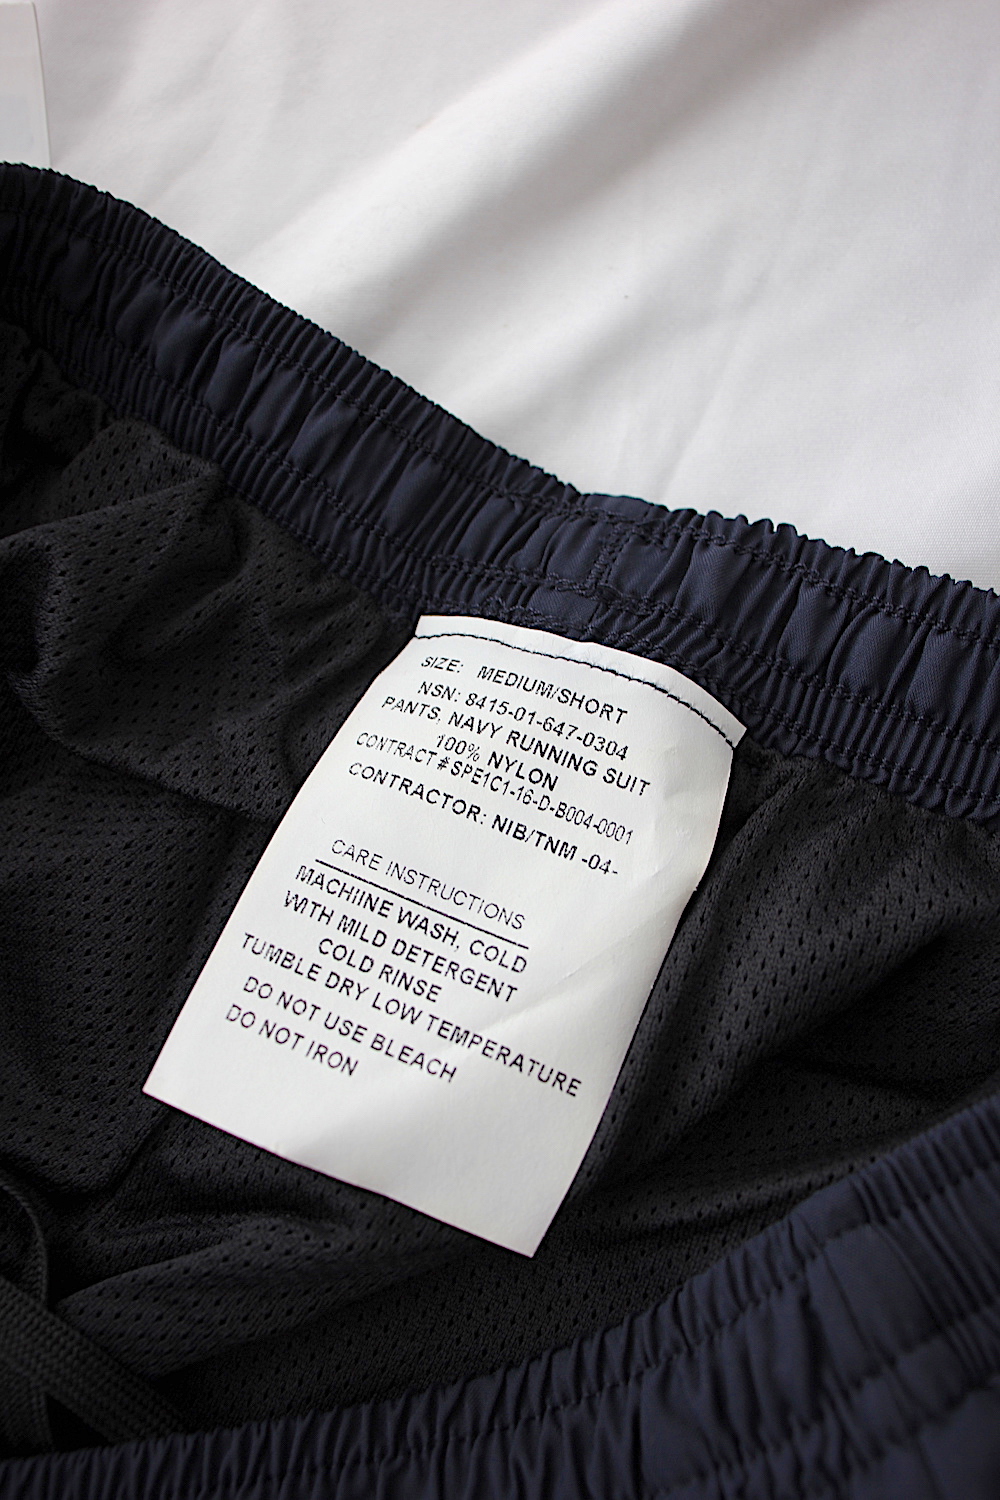 SIZE: MEDIUM/SHORT
NSN: 8415-01-647-0304
PANTS, NAVY RUNNING SUIT
100% NYLON
CONTRACT # SPE1C1-16-D-B004-0001
CONTRACTOR: NIB/TNM -04-
CARE INSTRUCTIONS
MACHIINE WASH, COLD
WITH MILD DETERGENT
COLD RINSE
TUMBLE DRY LOW TEMPERATURE
DO NOT USE BLEACH
DO NOT IRON